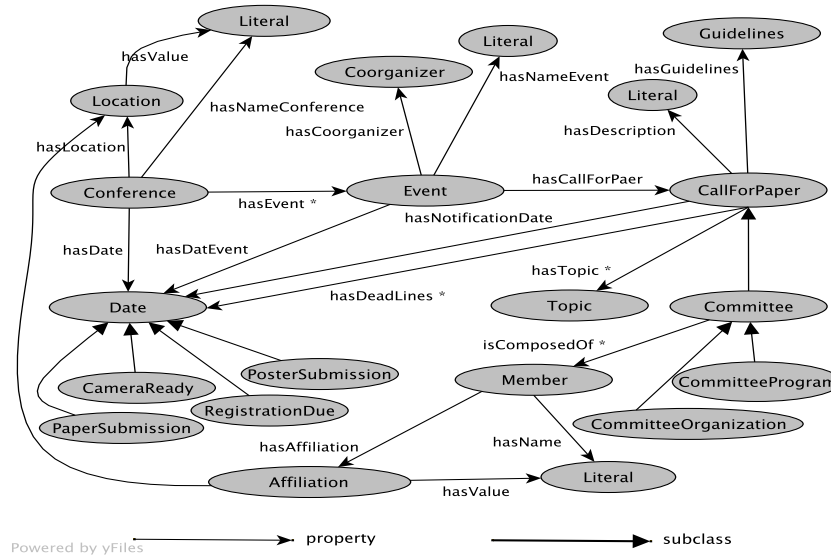 Literal
Literal
Guidelines
hasValue
hasNameEvent
hasGuidelines
Coorganizer
Location
hasNameConference
Literal
hasCoorganizer
hasDescription
hasLocation
hasCallForPaer
Conference
Event
CallForPaper
hasEvent *
hasNotificationDate
hasDate
hasDatEvent
hasTopic *
hasDeadLines *
Date
Topic
Committee
isComposedOf *
PosterSubmission
CameraReady
Member
CommitteeProgram
RegistrationDue
PaperSubmission
CommitteeOrganization
hasAffiliation
hasName
Affiliation
hasValue
Literal
property
subclass
Powered by yFiles